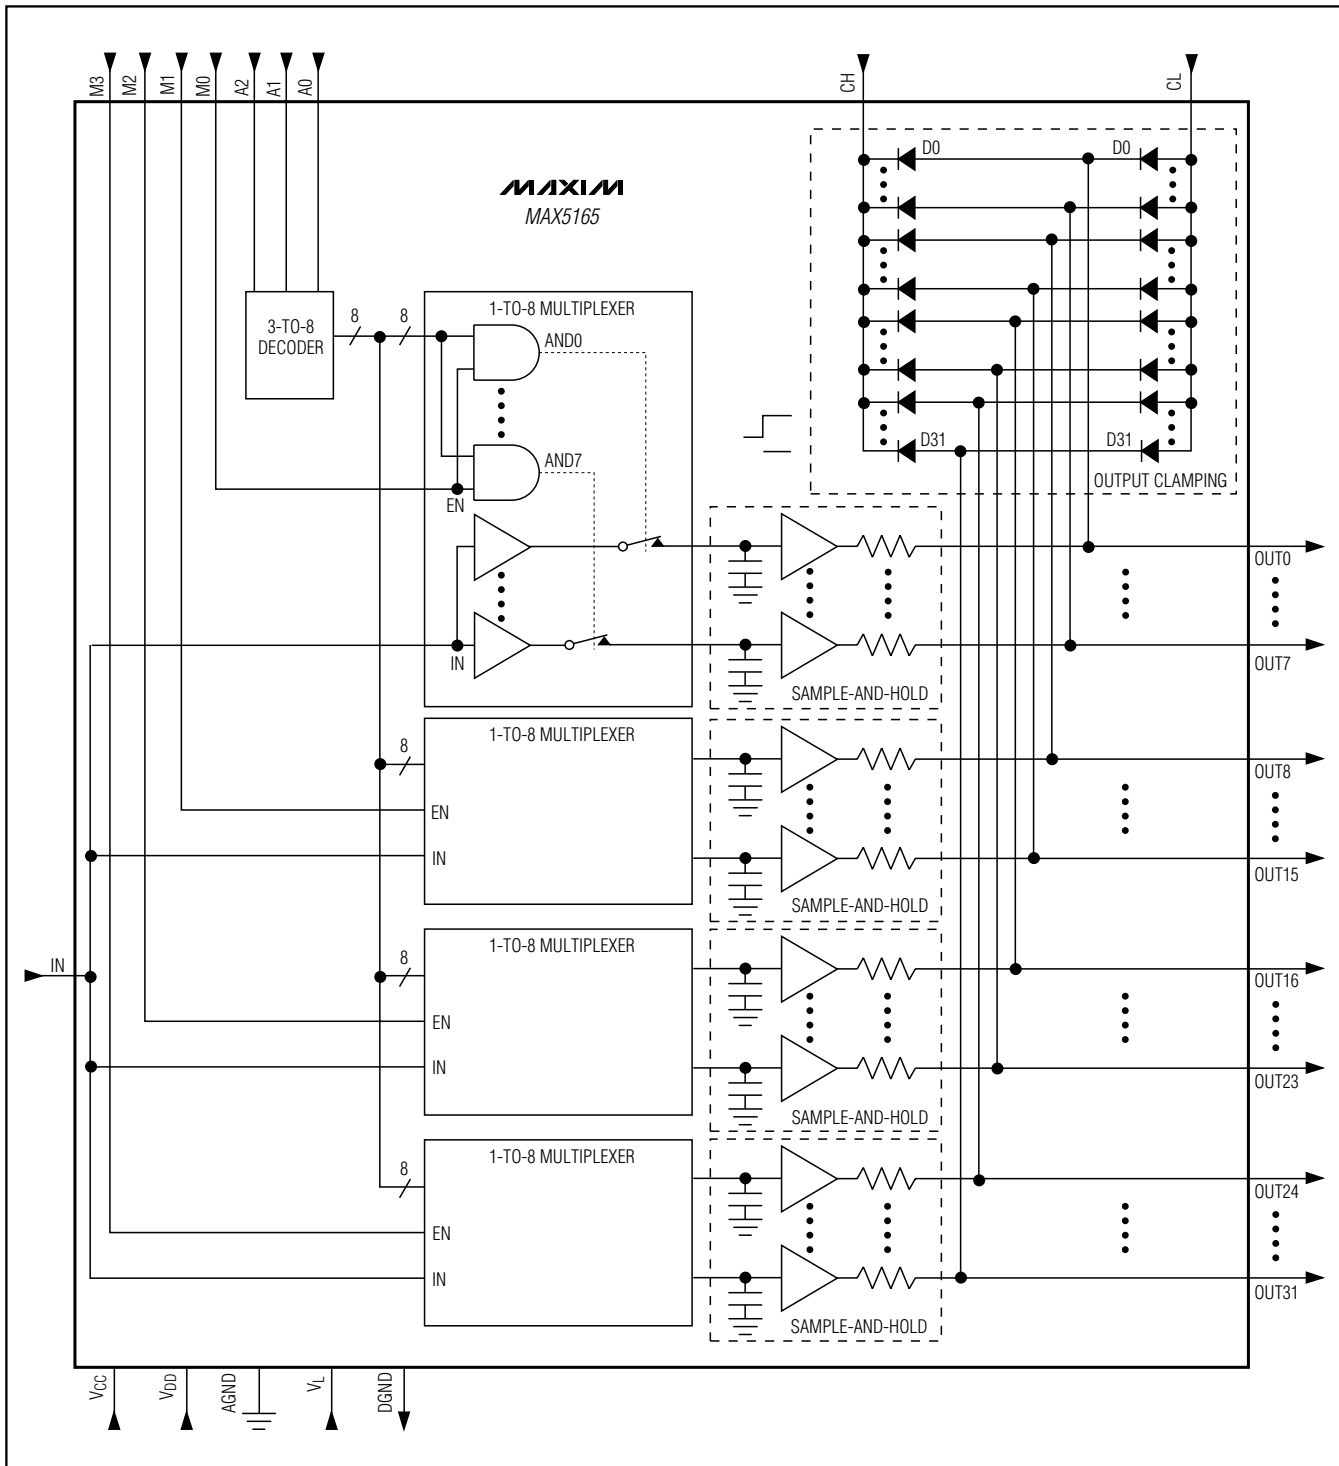 M3
M2
M1
M0
A2
A1
A0
CH
CL
MAXIM
MAX5165
D0
D0
D31
D31
OUTPUT CLAMPING
3-TO-8
DECODER
8
8
1-TO-8 MULTIPLEXER
AND0
AND7
EN
IN
SAMPLE-AND-HOLD
OUT0
OUT7
1-TO-8 MULTIPLEXER
8
EN
IN
SAMPLE-AND-HOLD
OUT8
OUT15
IN
1-TO-8 MULTIPLEXER
8
EN
IN
SAMPLE-AND-HOLD
OUT16
OUT23
1-TO-8 MULTIPLEXER
8
EN
IN
SAMPLE-AND-HOLD
OUT24
OUT31
VCC
VDD
AGND
VL
DGND